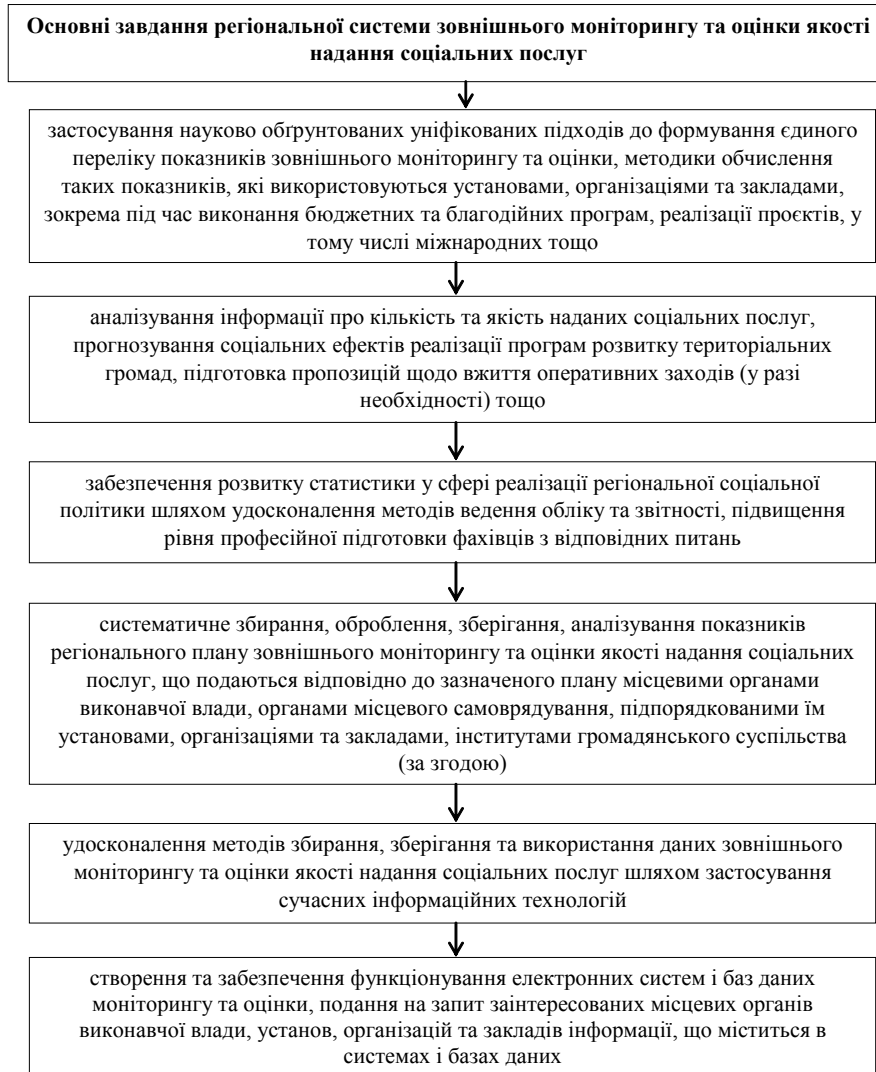 Основні завдання регіональної системи зовнішнього моніторингу та оцінки якості
надання соціальних послуг
застосування науково обґрунтованих уніфікованих підходів до формування єдиного
переліку показників зовнішнього моніторингу та оцінки, методики обчислення
таких показників, які використовуються установами, організаціями та закладами,
зокрема під час виконання бюджетних та благодійних програм, реалізації проєктів, у
тому числі міжнародних тощо
аналізування інформації про кількість та якість наданих соціальних послуг,
прогнозування соціальних ефектів реалізації програм розвитку територіальних
громад, підготовка пропозицій щодо вжиття оперативних заходів (у разі
необхідності) тощо
забезпечення розвитку статистики у сфері реалізації регіональної соціальної
політики шляхом удосконалення методів ведення обліку та звітності, підвищення
рівня професійної підготовки фахівців з відповідних питань
систематичне збирання, оброблення, зберігання, аналізування показників
регіонального плану зовнішнього моніторингу та оцінки якості надання соціальних
послуг, що подаються відповідно до зазначеного плану місцевими органами
виконавчої влади, органами місцевого самоврядування, підпорядкованими їм
установами, організаціями та закладами, інститутами громадянського суспільства
(за згодою)
удосконалення методів збирання, зберігання та використання даних зовнішнього
моніторингу та оцінки якості надання соціальних послуг шляхом застосування
сучасних інформаційних технологій
створення та забезпечення функціонування електронних систем і баз даних
моніторингу та оцінки, подання на запит заінтересованих місцевих органів
виконавчої влади, установ, організацій та закладів інформації, що міститься в
системах і базах даних